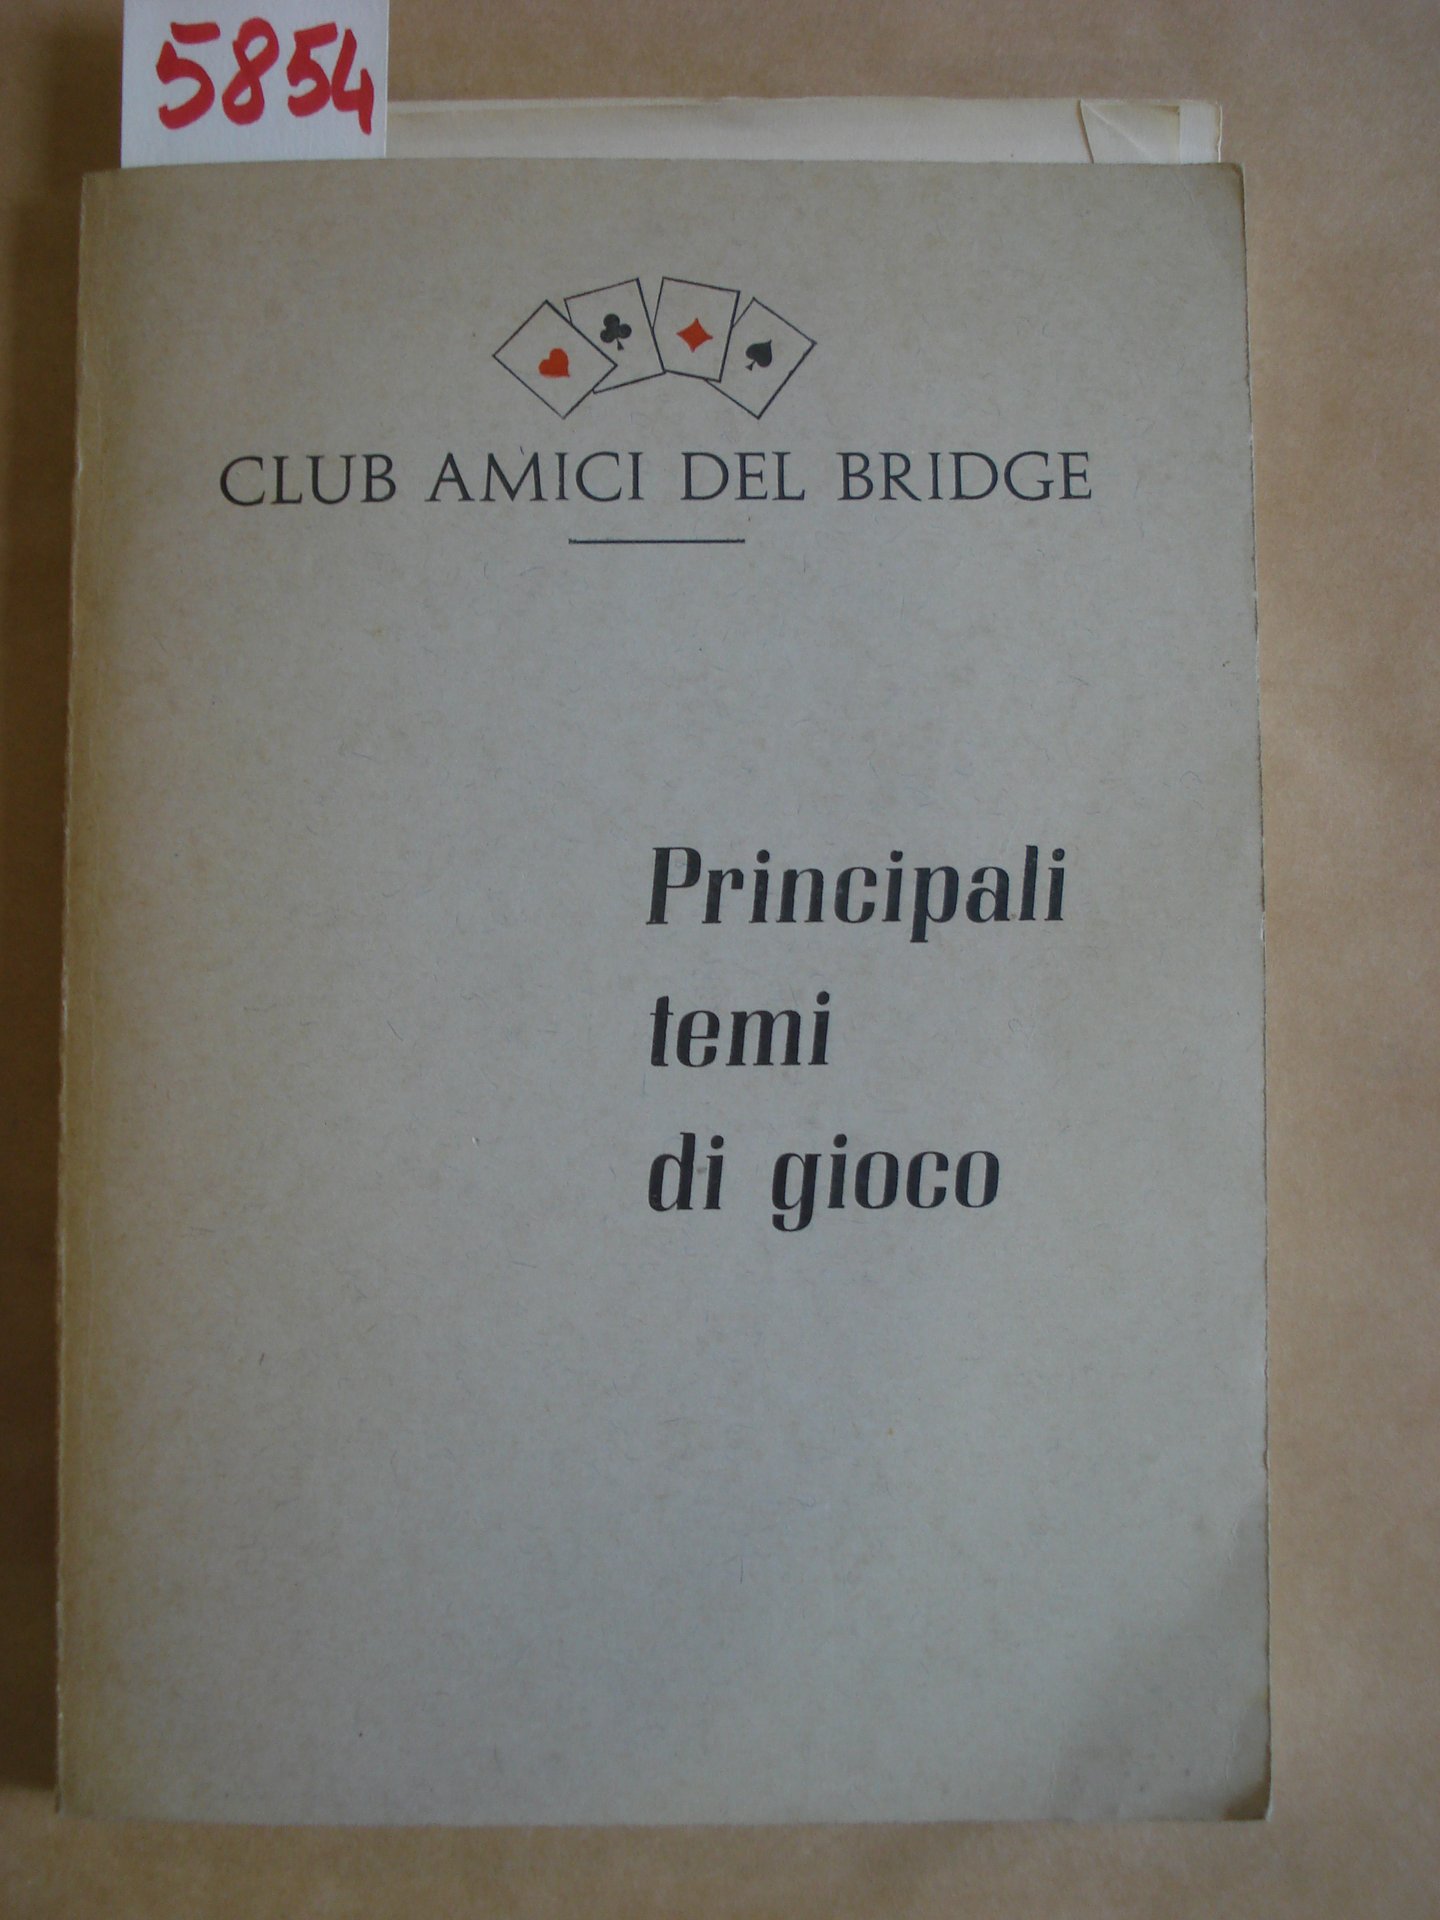 5854
CLUB AMICI DEL BRIDGE
Principali
temi
di gioco